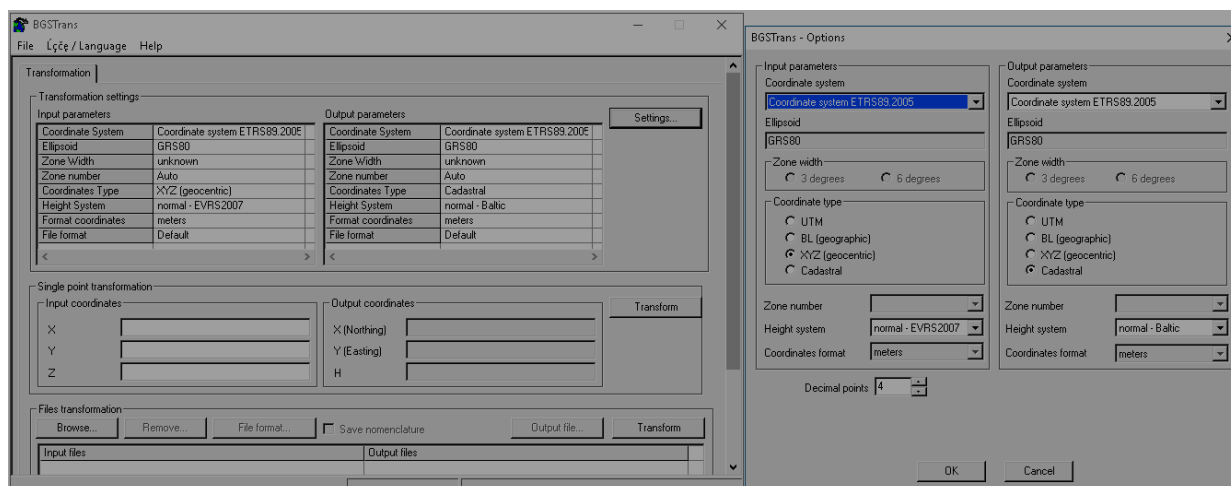 BGSTrans
File Ĺçče / Language Help
Transformation
Transformation settings
Input parameters
Coordinate System Coordinate system ETRS89.2005
Ellipsoid GRS80
Zone Width unknown
Zone number Auto
Coordinates Type XYZ (geocentric)
Height System normal - EVRS2007
Format coordinates meters
File format Default
Output parameters
Coordinate System Coordinate system ETRS89.2005
Ellipsoid GRS80
Zone Width unknown
Zone number Auto
Coordinates Type Cadastral
Height System normal - Baltic
Format coordinates meters
File format Default
Settings...
Single point transformation
Input coordinates
X
Y
Z
Output coordinates
X (Northing)
Y (Easting)
H
Transform
Files transformation
Browse... Remove... File format... Save nomenclature Output file... Transform
Input files Output files
BGSTrans - Options
Input parameters
Coordinate system
Coordinate system ETRS89.2005
Ellipsoid
GRS80
Zone width
3 degrees 6 degrees
Coordinate type
UTM
BL (geographic)
XYZ (geocentric)
Cadastral
Zone number
Height system normal - EVRS2007
Coordinates format meters
Output parameters
Coordinate system
Coordinate system ETRS89.2005
Ellipsoid
GRS80
Zone width
3 degrees 6 degrees
Coordinate type
UTM
BL (geographic)
XYZ (geocentric)
Cadastral
Zone number
Height system normal - Baltic
Coordinates format meters
Decimal points 4
OK Cancel